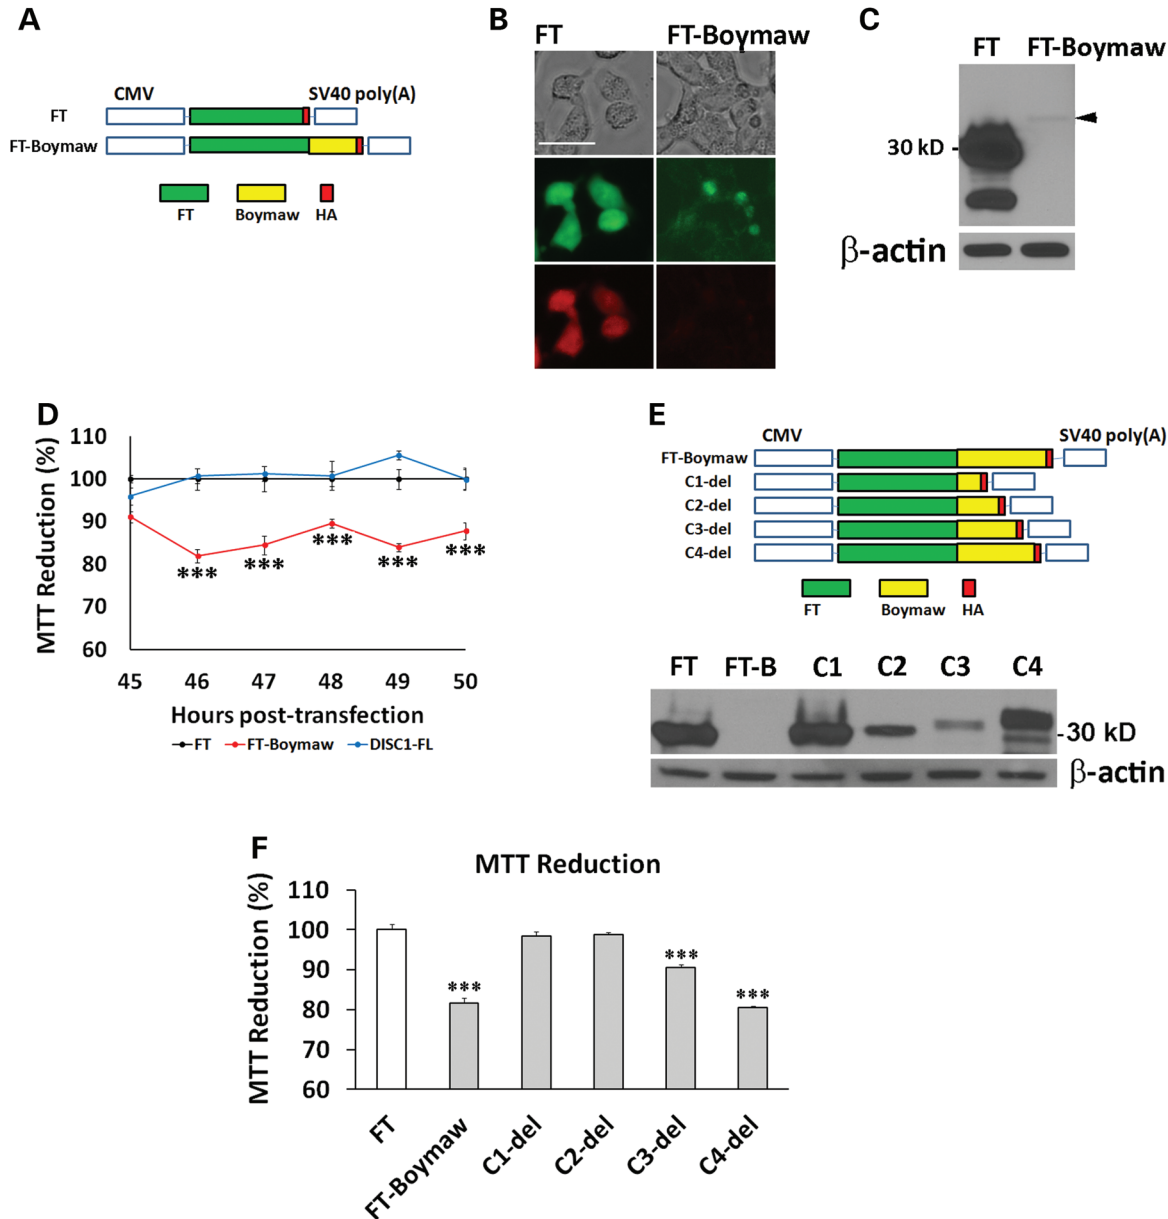 A
CMV SV40 poly(A)
FT
FT-Boymaw
FT Boymaw HA
B
FT FT-Boymaw
C
FT FT-Boymaw
30 kD -
β-actin
D
MTT Reduction (%)
110
100
90
80
70
60
***
***
***
***
***
45 46 47 48 49 50
Hours post-transfection
FT FT-Boymaw DISC1-FL
E
CMV SV40 poly(A)
FT-Boymaw
C1-del
C2-del
C3-del
C4-del
FT Boymaw HA
FT FT-B C1 C2 C3 C4
-30 kD
β-actin
F
MTT Reduction
MTT Reduction (%)
110
100
90
80
70
60
***
***
***
FT
FT-Boymaw
C1-del
C2-del
C3-del
C4-del